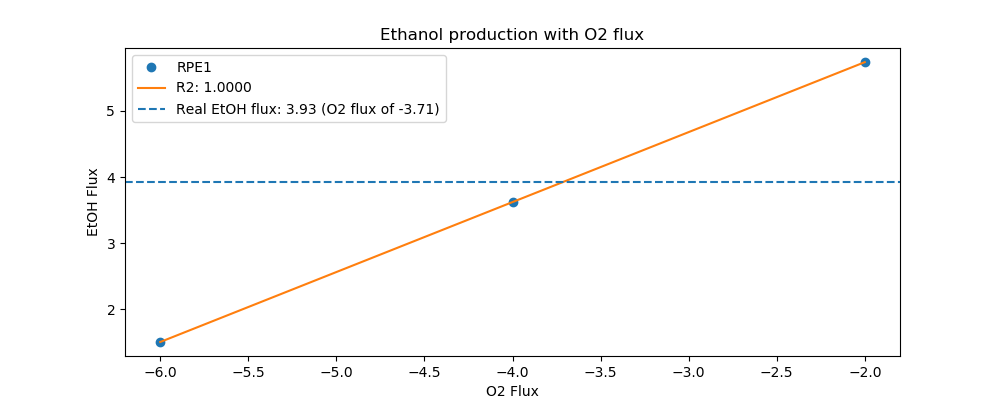 Ethanol production with O2 flux
RPE1
R2: 1.0000
Real EtOH flux: 3.93 (O2 flux of -3.71)
EtOH Flux
5
4
3
2
−6.0 −5.5 −5.0 −4.5 −4.0 −3.5 −3.0 −2.5 −2.0
O2 Flux